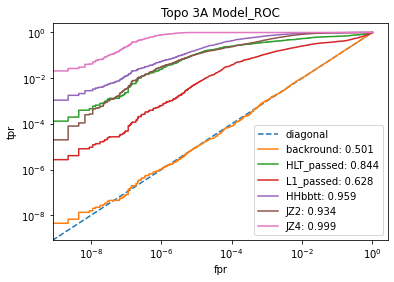 Topo 3A Model_ROC
10⁰
10⁻²
10⁻⁴
10⁻⁶
10⁻⁸
tpr
diagonal
backround: 0.501
HLT_passed: 0.844
L1_passed: 0.628
HHbbtt: 0.959
JZ2: 0.934
JZ4: 0.999
10⁻⁸ 10⁻⁶ 10⁻⁴ 10⁻² 10⁰
fpr